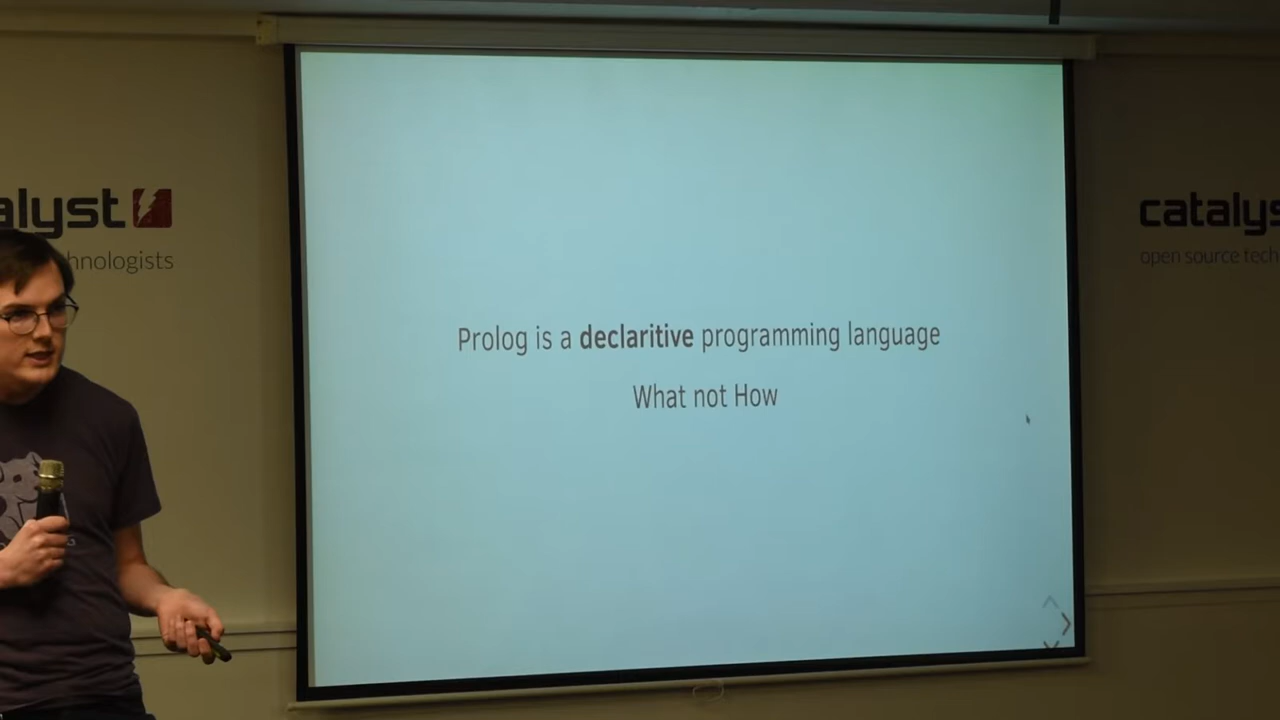 alyst
hnologists
Prolog is a declaritive programming language
What not How
catalys
open source tech